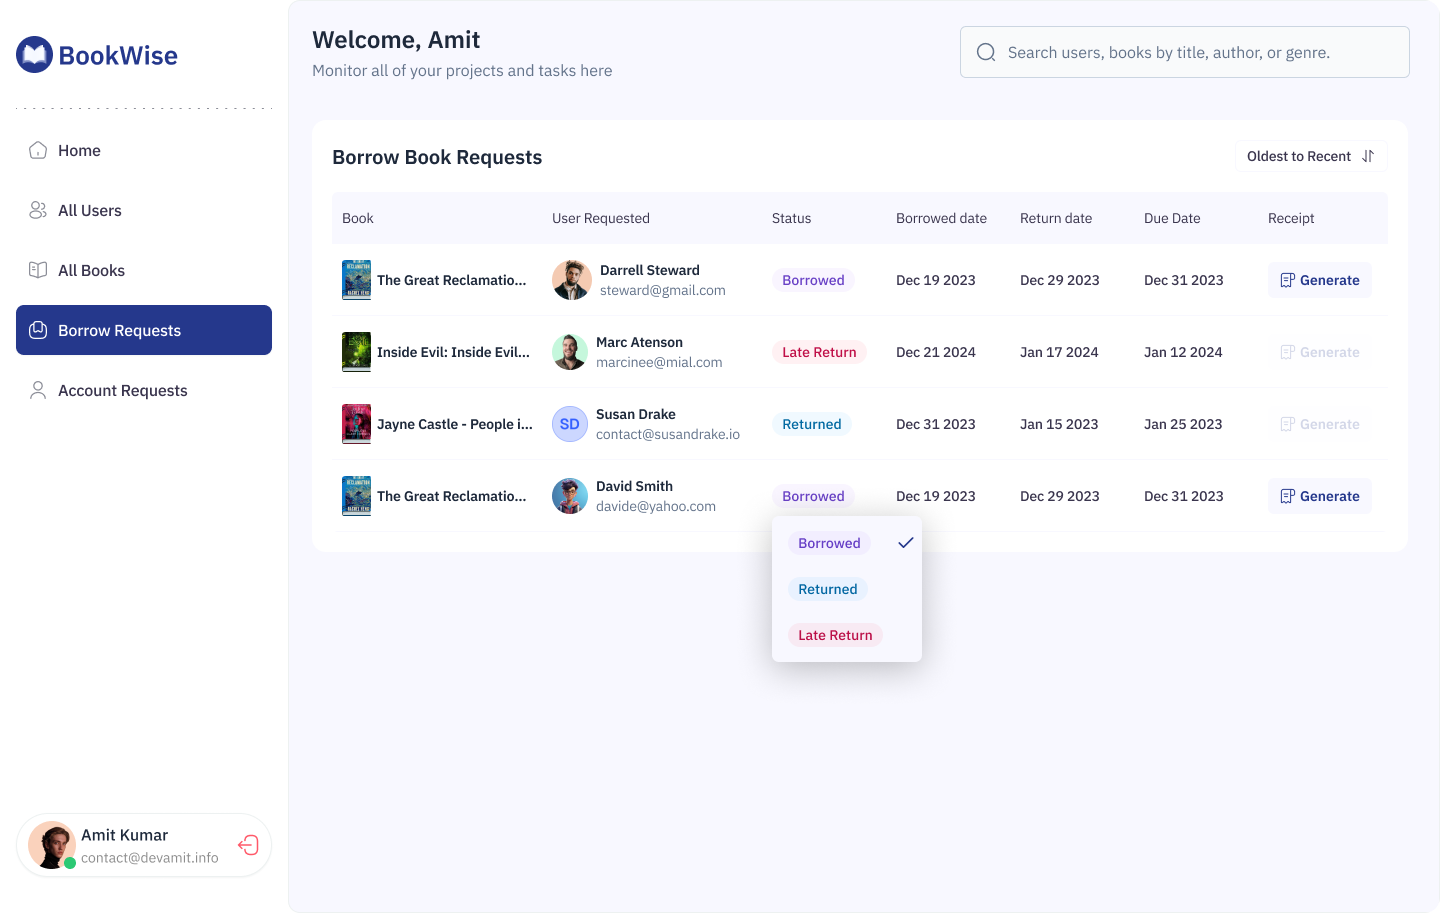 BookWise
Home
All Users
All Books
Borrow Requests
Account Requests
Amit Kumar
contact@devamit.info
Welcome, Amit
Monitor all of your projects and tasks here
Search users, books by title, author, or genre.
Borrow Book Requests
Oldest to Recent
Book User Requested Status Borrowed date Return date Due Date Receipt
The Great Reclamatio... Darrell Steward steward@gmail.com Borrowed Dec 19 2023 Dec 29 2023 Dec 31 2023 Generate
Inside Evil: Inside Evil... Marc Atenson marcinee@mial.com Late Return Dec 21 2024 Jan 17 2024 Jan 12 2024 Generate
Jayne Castle - People i... SD Susan Drake contact@susandrake.io Returned Dec 31 2023 Jan 15 2023 Jan 25 2023 Generate
The Great Reclamatio... David Smith davide@yahoo.com Borrowed Dec 19 2023 Dec 29 2023 Dec 31 2023 Generate
Borrowed
Returned
Late Return